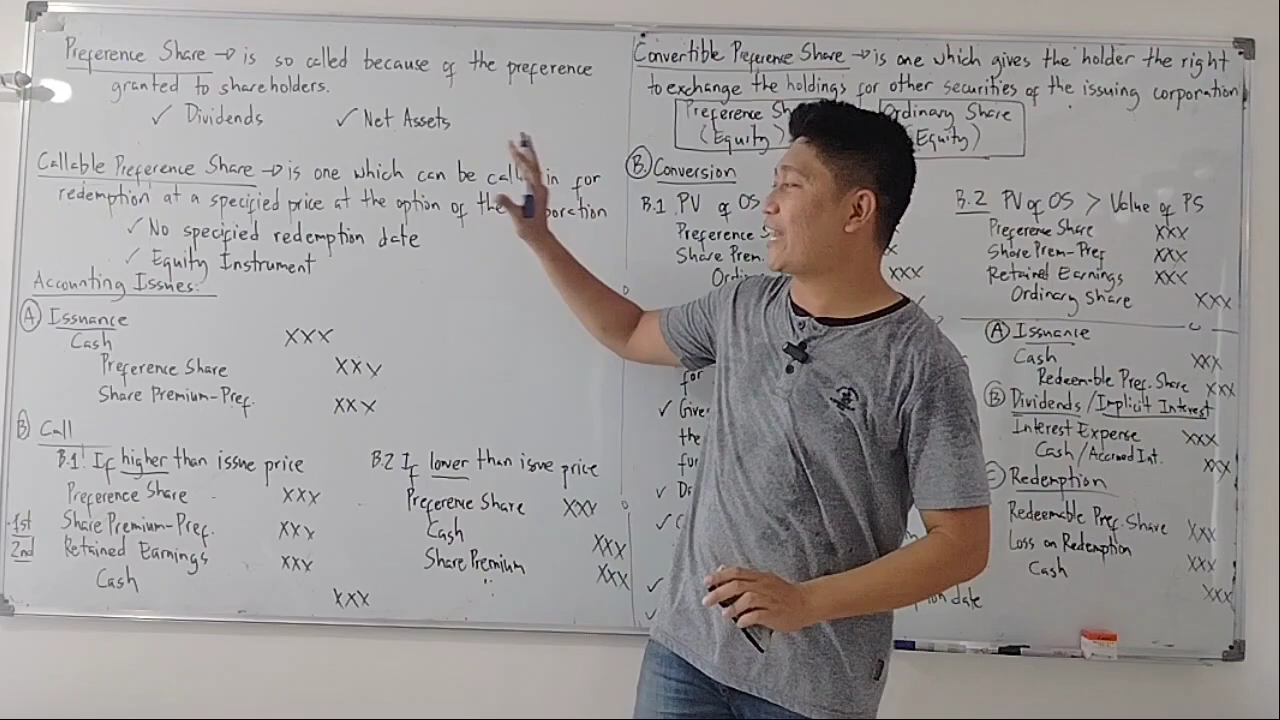 Preference Share → is so called because of the preference
granted to shareholders.
✓ Dividends ✓ Net Assets
Callable Preference Share → is one which can be in for
redemption at a specified price at the option of the
✓ No specified redemption date
✓ Equity Instrument
Accounting Issues:
(A) Issuance
Cash XXX
Preference Share XXX
Share Premium-Pref. XXX
(B) Call
B.1 If higher than issue price
Preference Share XXX
1st Share Premium-Pref. XXX
2nd Retained Earnings XXX
Cash XXX
B.2 If lower than issue price
Preference Share XXX
Cash XXX
Share Premium XXX
Convertible Preference Share → is one which gives the holder the right
to exchange the holdings for other securities of the issuing corporation
Preference Ordinary Share
(Equity) (Equity)
(B) Conversion
B.1 PV of OS
Preference
Share Prem
XXX
B.2 PV of OS > Value of PS
Preference Share XXX
Share Prem-Pref XXX
Retained Earnings XXX
Ordinary Share XXX
for
the
(A) Issuance
Cash XXX
Redeemable Pref. Share XXX
(B) Dividends/Implicit Interest
Interest Expense XXX
Cash/Accrued Int. XXX
Redemption
Redeemable Pref. Share XXX
Loss on Redemption XXX
Cash XXX
date